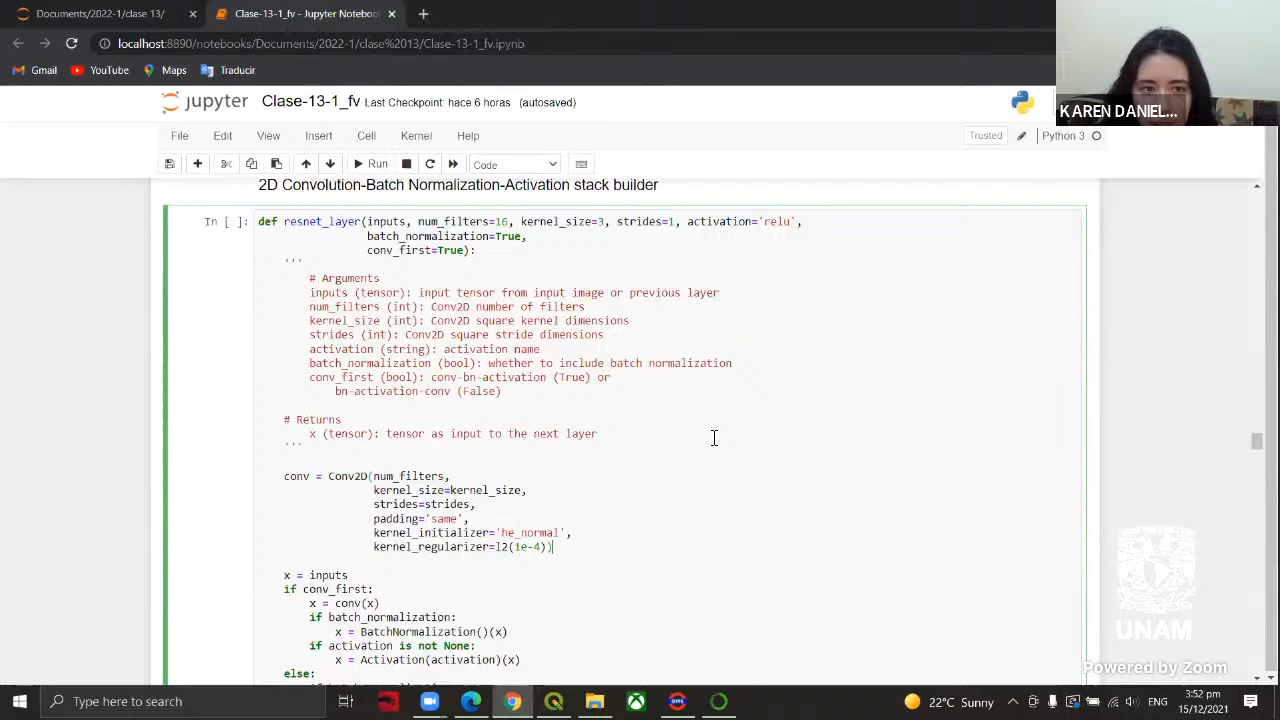 Documents/2022-1/clase 13/
Clase-13-1_fv - Jupyter Notebook
localhost:8890/notebooks/Documents/2022-1/clase%2013/Clase-13-1_fv.ipynb
Gmail
YouTube
Maps
Traducir
KAREN DANIEL...
jupyter Clase-13-1_fv Last Checkpoint: hace 6 horas (autosaved)
File Edit View Insert Cell Kernel Help
Trusted
Python 3
Run
Code
2D Convolution-Batch Normalization-Activation stack builder
In [ ]: def resnet_layer(inputs, num_filters=16, kernel_size=3, strides=1, activation='relu',
batch_normalization=True,
conv_first=True):
'''
# Arguments
inputs (tensor): input tensor from input image or previous layer
num_filters (int): Conv2D number of filters
kernel_size (int): Conv2D square kernel dimensions
strides (int): Conv2D square stride dimensions
activation (string): activation name
batch_normalization (bool): whether to include batch normalization
conv_first (bool): conv-bn-activation (True) or
bn-activation-conv (False)
# Returns
x (tensor): tensor as input to the next layer
'''
conv = Conv2D(num_filters,
kernel_size=kernel_size,
strides=strides,
padding='same',
kernel_initializer='he_normal',
kernel_regularizer=l2(1e-4))
x = inputs
if conv_first:
x = conv(x)
if batch_normalization:
x = BatchNormalization()(x)
if activation is not None:
x = Activation(activation)(x)
else:
UNAM
Powered by Zoom
Type here to search
22°C Sunny
ENG
3:52 pm
15/12/2021